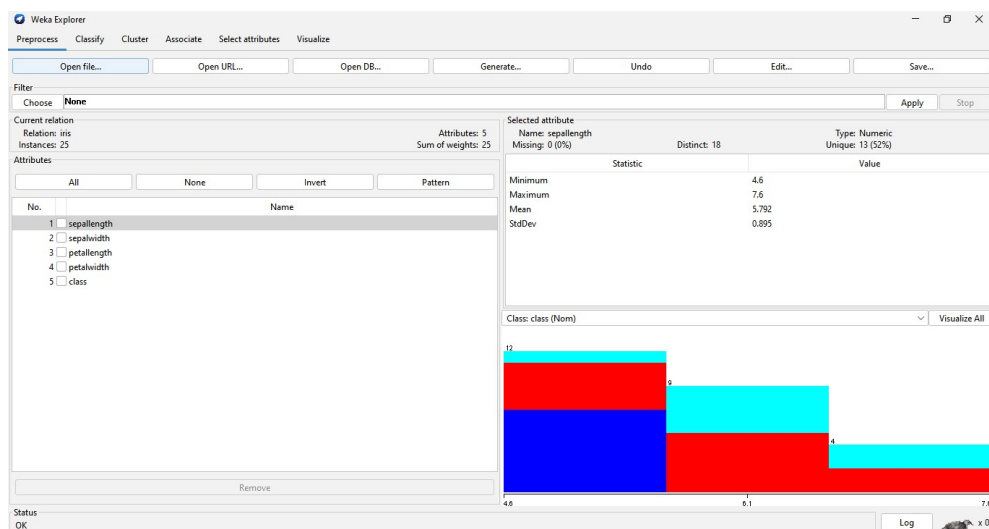 Weka Explorer
Preprocess Classify Cluster Associate Select attributes Visualize
Open file... Open URL... Open DB... Generate... Undo Edit... Save...
Filter
Choose None Apply Stop
Current relation
Relation: iris Attributes: 5
Instances: 25 Sum of weights: 25
Attributes
All None Invert Pattern
No. Name
1 sepallength
2 sepalwidth
3 petallength
4 petalwidth
5 class
Remove
Selected attribute
Name: sepallength Type: Numeric
Missing: 0 (0%) Distinct: 18 Unique: 13 (52%)
Statistic Value
Minimum 4.6
Maximum 7.6
Mean 5.792
StdDev 0.895
Class: class (Nom) Visualize All
12
9
4
4.6 6.1 7.6
Status
OK
Log x 0